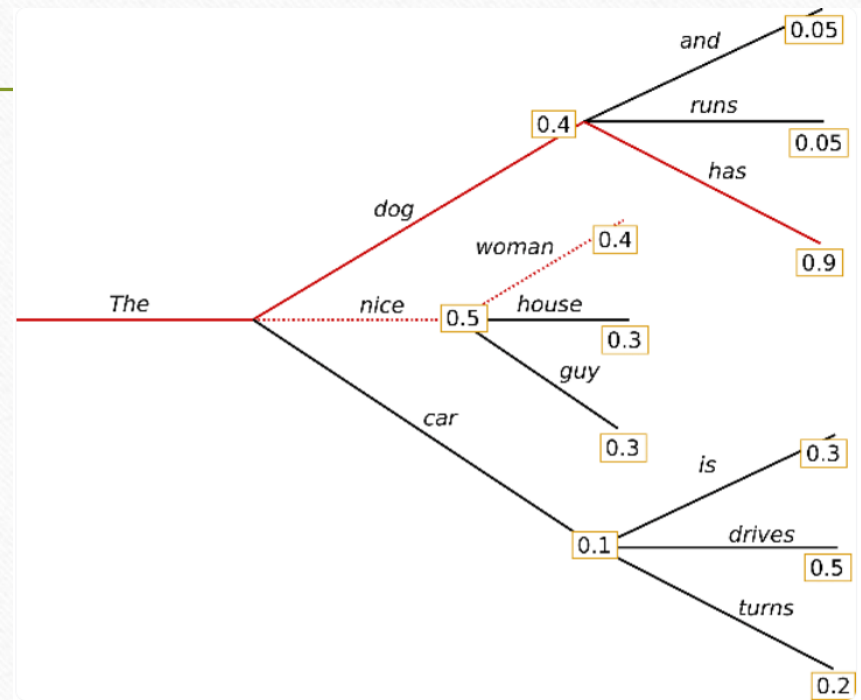 0.05
and
runs
0.4
0.05
has
dog
woman
0.4
0.9
The
nice
0.5
house
0.3
guy
car
0.3
is
0.3
drives
0.1
0.5
turns
0.2